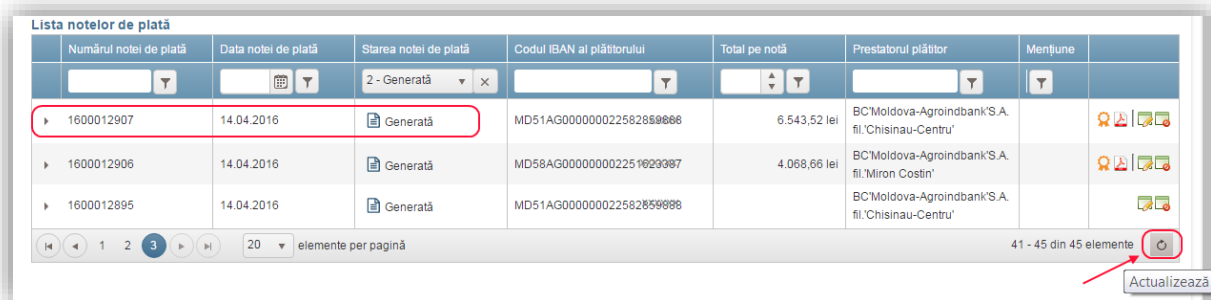 Lista notelor de plată
Numărul notei de plată Data notei de plată Starea notei de plată Codul IBAN al plătitorului Total pe notă Prestatorul plătitor Mențiune
2 - Generată
1600012907 14.04.2016 Generată 6.543,52 lei BC'Moldova-Agroindbank'S.A.
fil.'Chisinau-Centru'
1600012906 14.04.2016 Generată 4.068,66 lei BC'Moldova-Agroindbank'S.A.
fil.'Miron Costin'
1600012895 14.04.2016 Generată BC'Moldova-Agroindbank'S.A.
fil.'Chisinau-Centru'
1 2 3 20 elemente per pagină 41 - 45 din 45 elemente
Actualizează